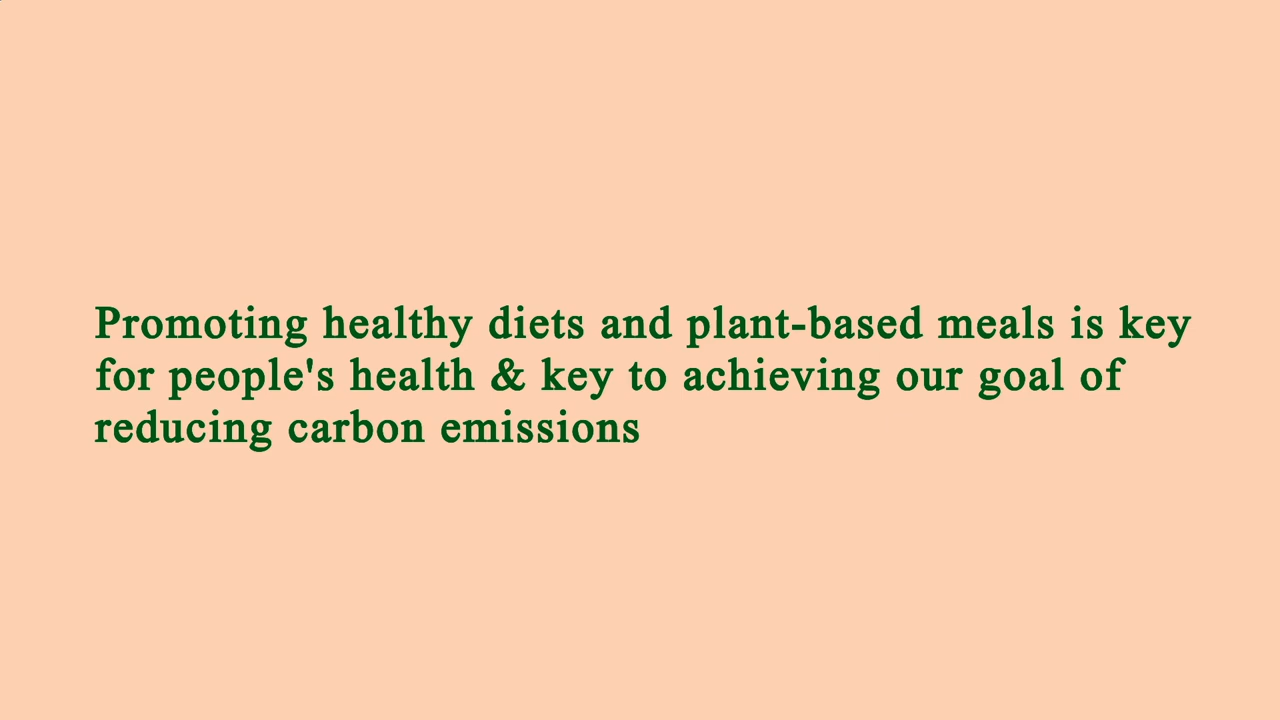 Promoting healthy diets and plant-based meals is key
for people's health & key to achieving our goal of
reducing carbon emissions